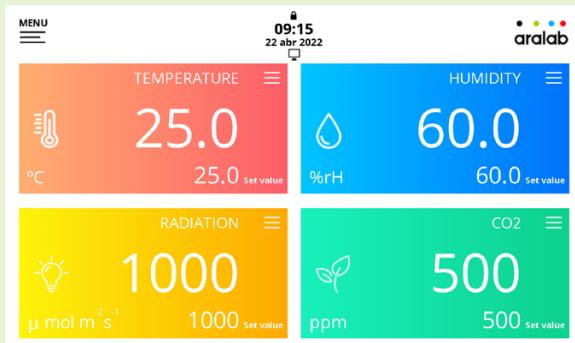 MENU
09:15
22 abr 2022
aralab
TEMPERATURE
25.0
ºC
25.0 Set value
HUMIDITY
60.0
%rH
60.0 Set value
RADIATION
1000
µ mol m⁻² s⁻¹
1000 Set value
CO2
500
ppm
500 Set value